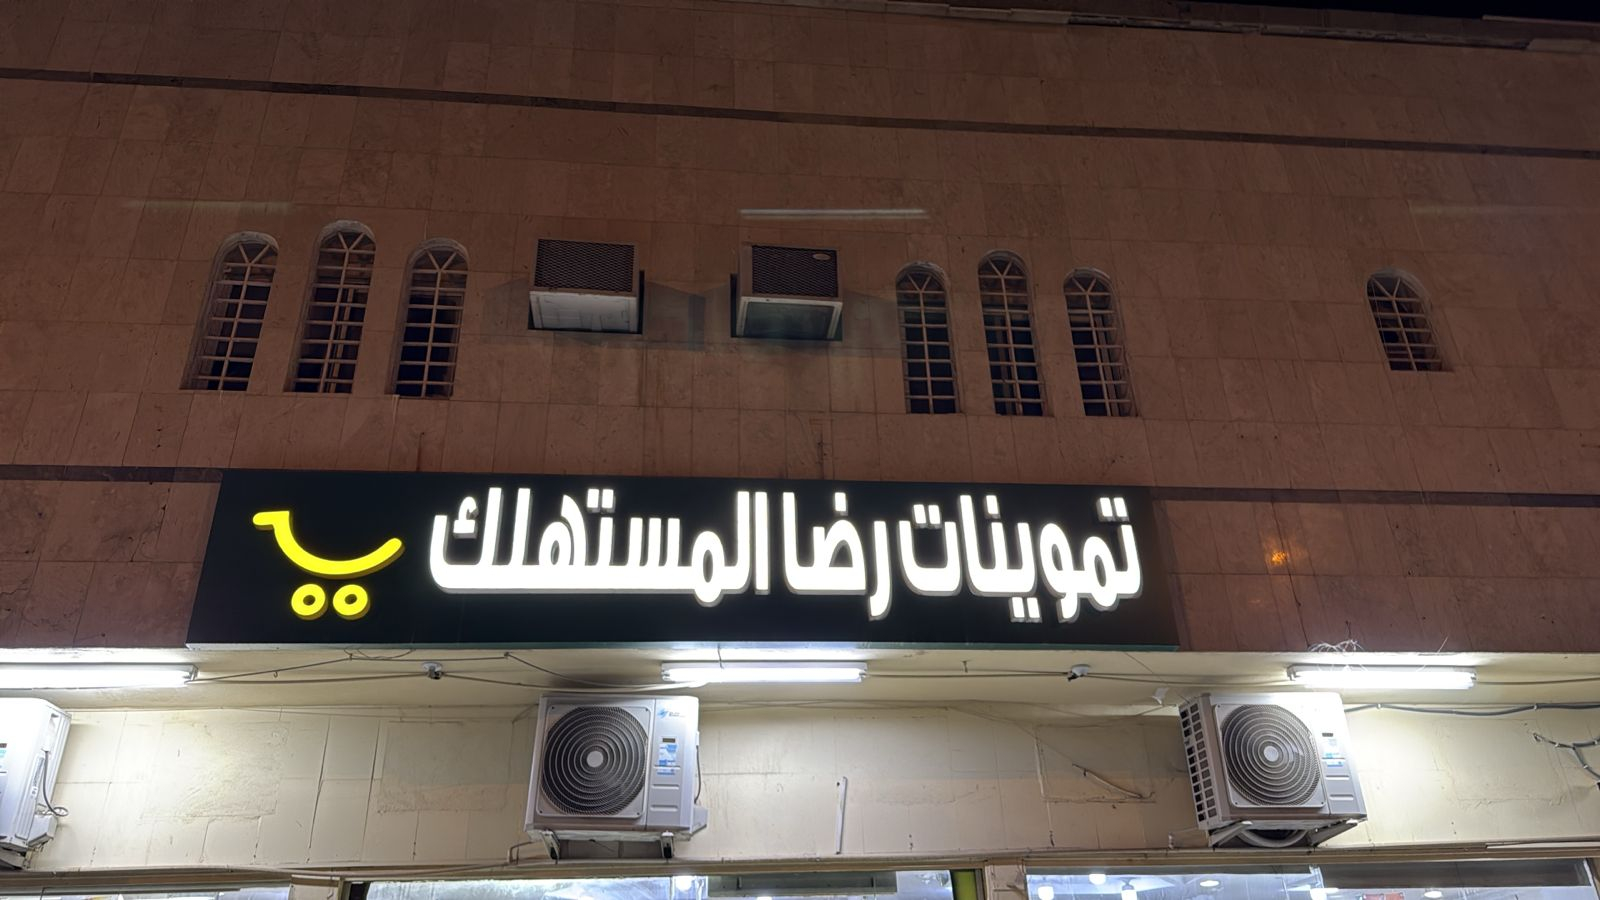 تموينات رضا المستهلك